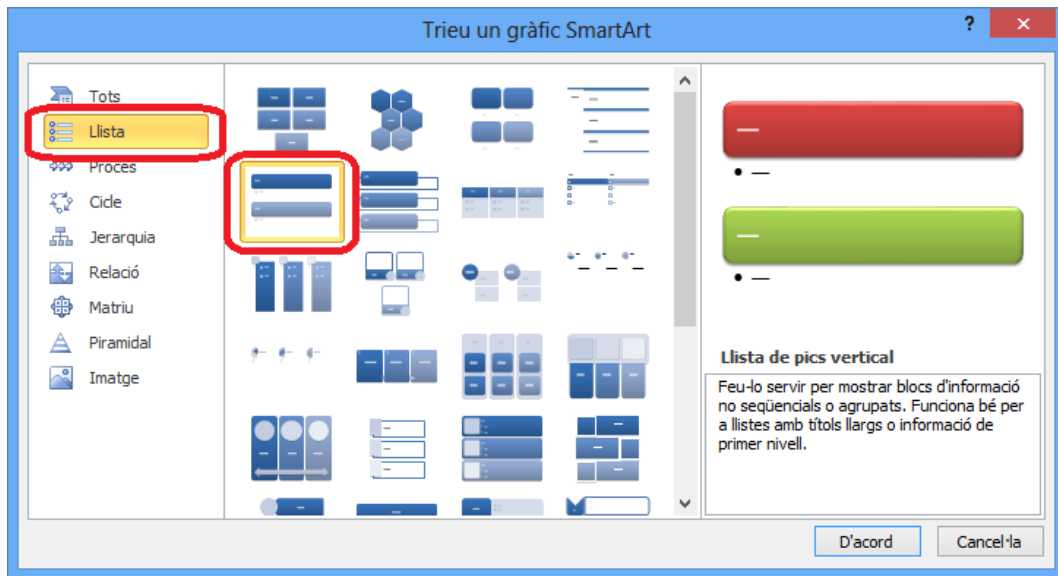 Trieu un gràfic SmartArt
Tots
Llista
Procés
Cicle
Jerarquia
Relació
Matriu
Piramidal
Imatge
Llista de pics vertical
Feu-lo servir per mostrar blocs d'informació
no seqüencials o agrupats. Funciona bé per
a llistes amb títols llargs o informació de
primer nivell.
D'acord
Cancel·la